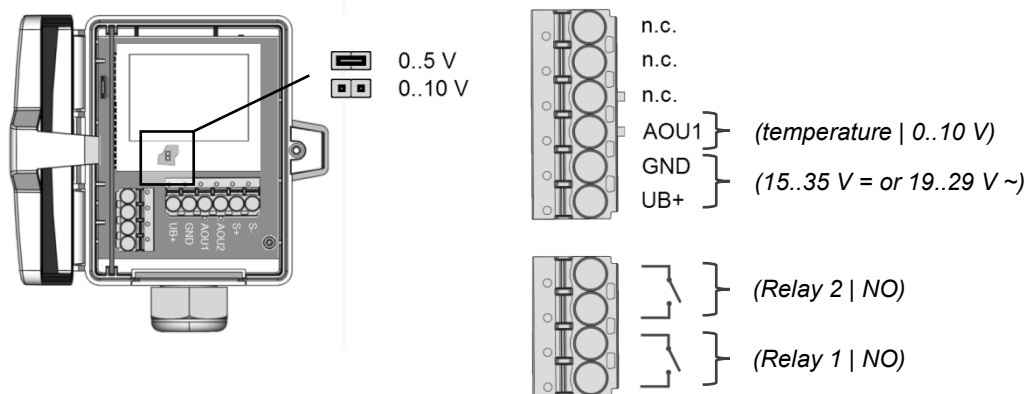 0..5 V
0..10 V
UB+
GND
AOU1
AOU2
S+
S-
n.c.
n.c.
n.c.
AOU1 (temperature | 0..10 V)
GND
UB+
(15..35 V = or 19..29 V ~)
(Relay 2 | NO)
(Relay 1 | NO)